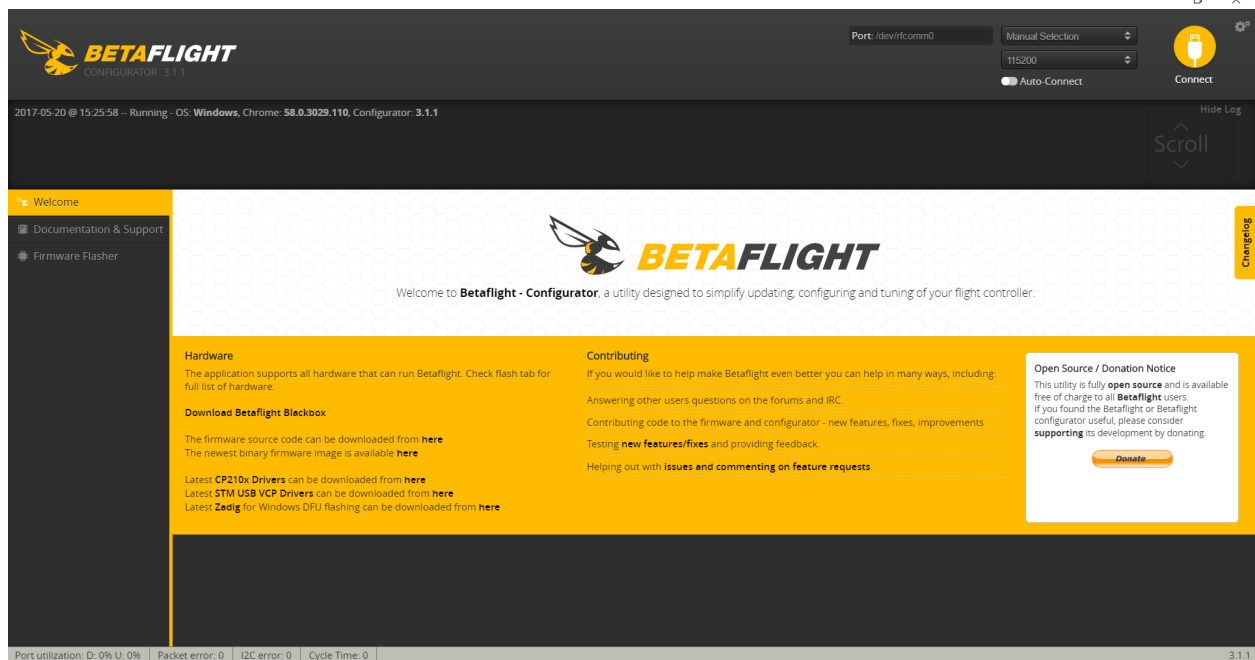 BETAFLIGHT
CONFIGURATOR 3.1.1
Port: /dev/rfcomm0
Manual Selection
115200
Auto-Connect
Connect
2017-05-20 @ 15:25:58 -- Running - OS: Windows, Chrome: 58.0.3029.110, Configurator: 3.1.1
Hide Log
Scroll
Welcome
Documentation & Support
Firmware Flasher
BETAFLIGHT
Welcome to Betaflight - Configurator, a utility designed to simplify updating, configuring and tuning of your flight controller.
Changelog
Hardware
The application supports all hardware that can run Betaflight. Check flash tab for
full list of hardware.
Download Betaflight Blackbox
The firmware source code can be downloaded from here
The newest binary firmware image is available here
Latest CP210x Drivers can be downloaded from here
Latest STM USB VCP Drivers can be downloaded from here
Latest Zadig for Windows DFU flashing can be downloaded from here
Contributing
If you would like to help make Betaflight even better you can help in many ways, including:
Answering other users questions on the forums and IRC.
Contributing code to the firmware and configurator - new features, fixes, improvements
Testing new features/fixes and providing feedback.
Helping out with issues and commenting on feature requests.
Open Source / Donation Notice
This utility is fully open source and is available
free of charge to all Betaflight users.
If you found the Betaflight or Betaflight
configurator useful, please consider
supporting its development by donating.
Donate
Port utilization: D: 0% U: 0%
Packet error: 0
I2C error: 0
Cycle Time: 0
3.1.1